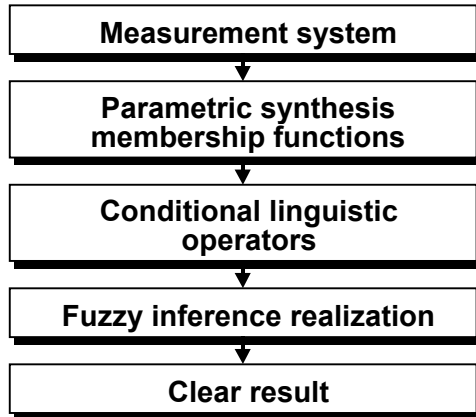 Measurement system
Parametric synthesis
membership functions
Conditional linguistic
operators
Fuzzy inference realization
Clear result